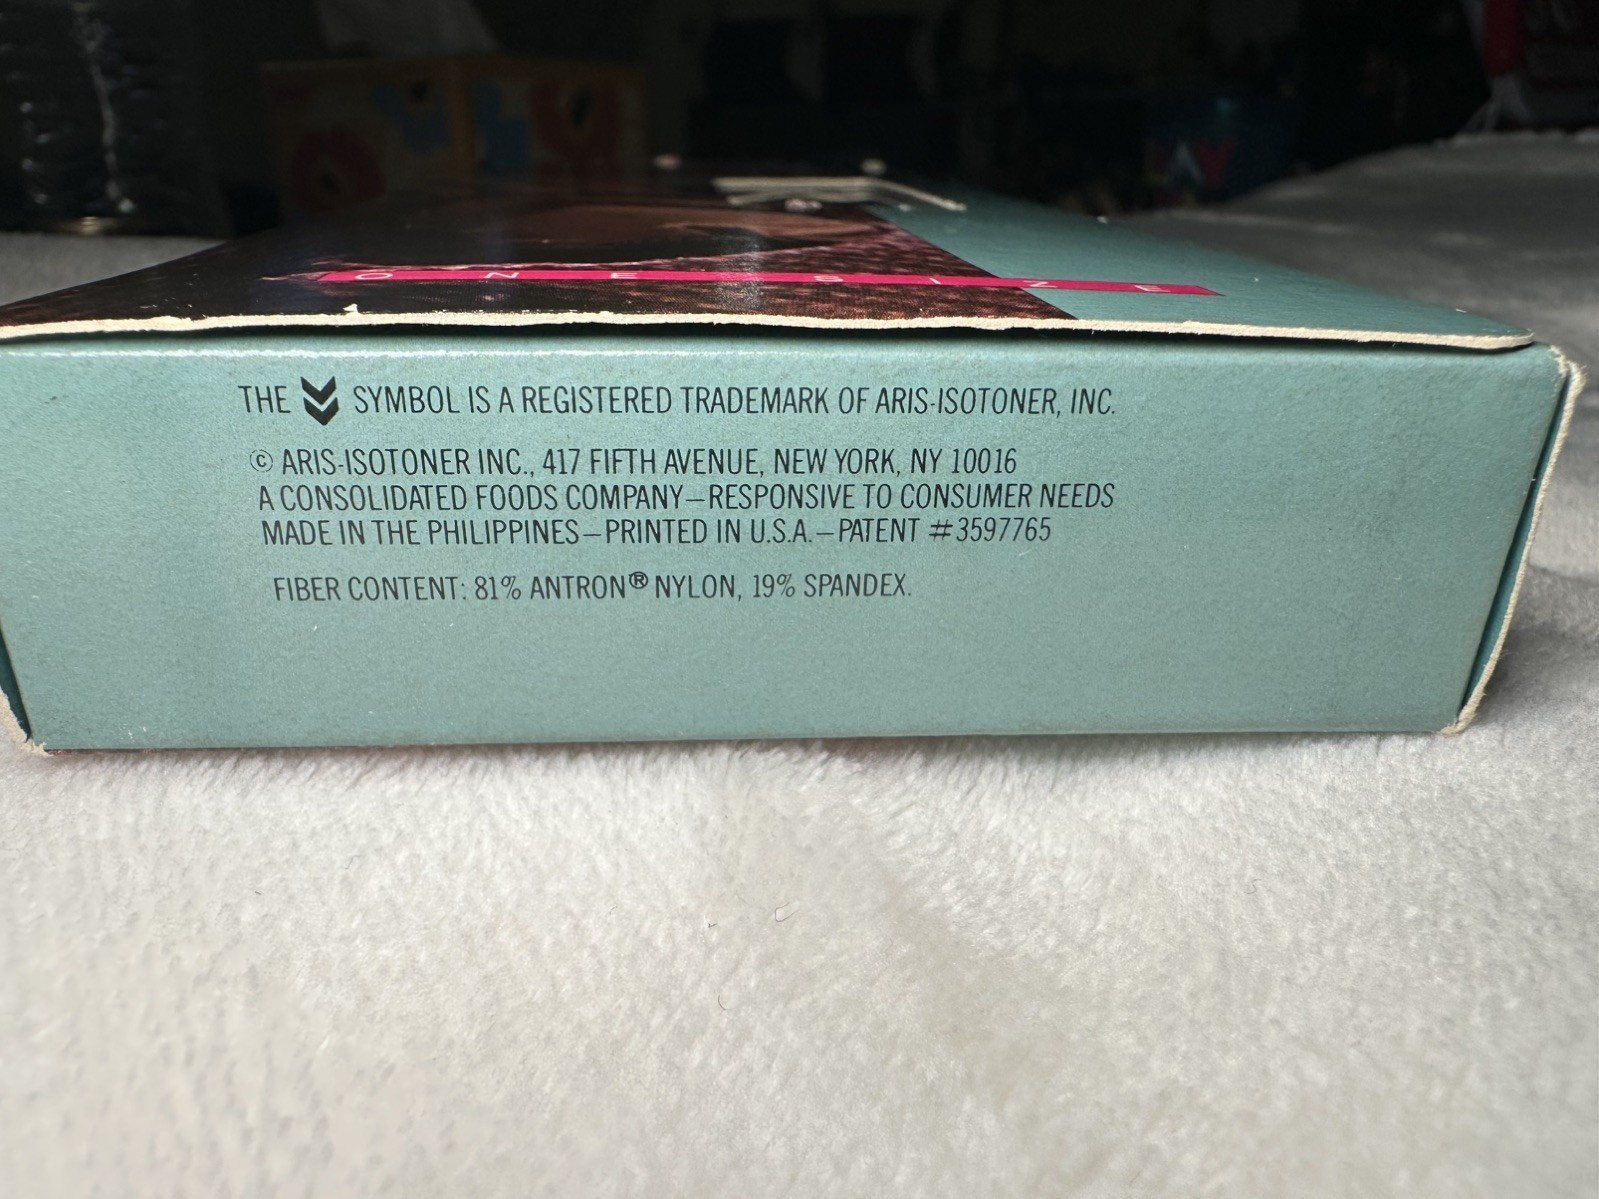 ONE SIZE
THE SYMBOL IS A REGISTERED TRADEMARK OF ARIS-ISOTONER, INC.
© ARIS-ISOTONER INC., 417 FIFTH AVENUE, NEW YORK, NY 10016
A CONSOLIDATED FOODS COMPANY—RESPONSIVE TO CONSUMER NEEDS
MADE IN THE PHILIPPINES—PRINTED IN U.S.A.—PATENT #3597765
FIBER CONTENT: 81% ANTRON® NYLON, 19% SPANDEX.